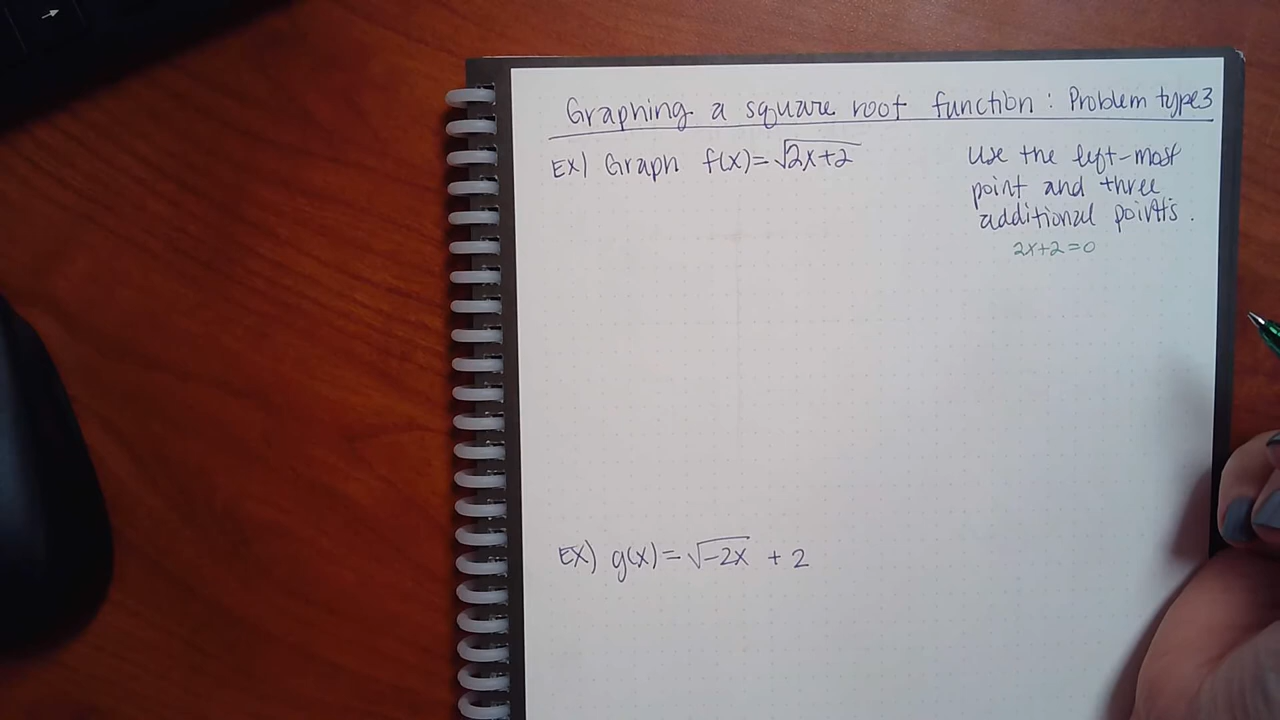 Graphing a square root function: Problem type 3
EX) Graph f(x)=√2x+2
Use the left-most
point and three
additional points.
2x+2=0
EX) g(x)=√-2x + 2